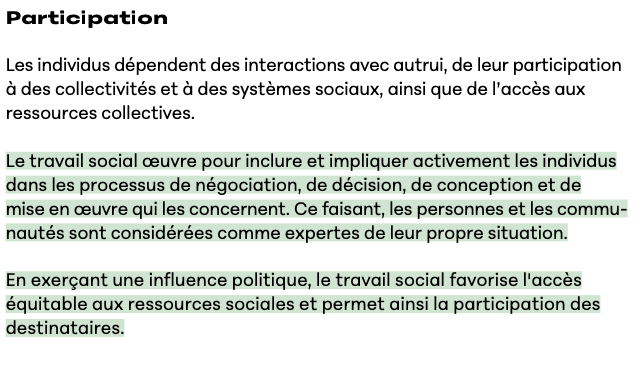 Participation
Les individus dépendent des interactions avec autrui, de leur participation
à des collectivités et à des systèmes sociaux, ainsi que de l’accès aux
ressources collectives.
Le travail social œuvre pour inclure et impliquer activement les individus
dans les processus de négociation, de décision, de conception et de
mise en œuvre qui les concernent. Ce faisant, les personnes et les commu-
nautés sont considérées comme expertes de leur propre situation.
En exerçant une influence politique, le travail social favorise l'accès
équitable aux ressources sociales et permet ainsi la participation des
destinataires.